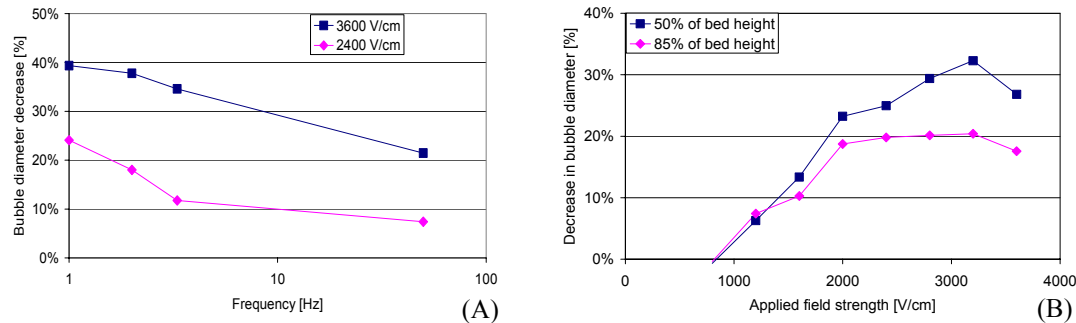 50%
40%
30%
20%
10%
0%
Bubble diameter decrease [%]
3600 V/cm
2400 V/cm
1
10
100
Frequency [Hz]
(A)
40%
30%
20%
10%
0%
Decrease in bubble diameter [%]
50% of bed height
85% of bed height
0
1000
2000
3000
4000
Applied field strength [V/cm]
(B)